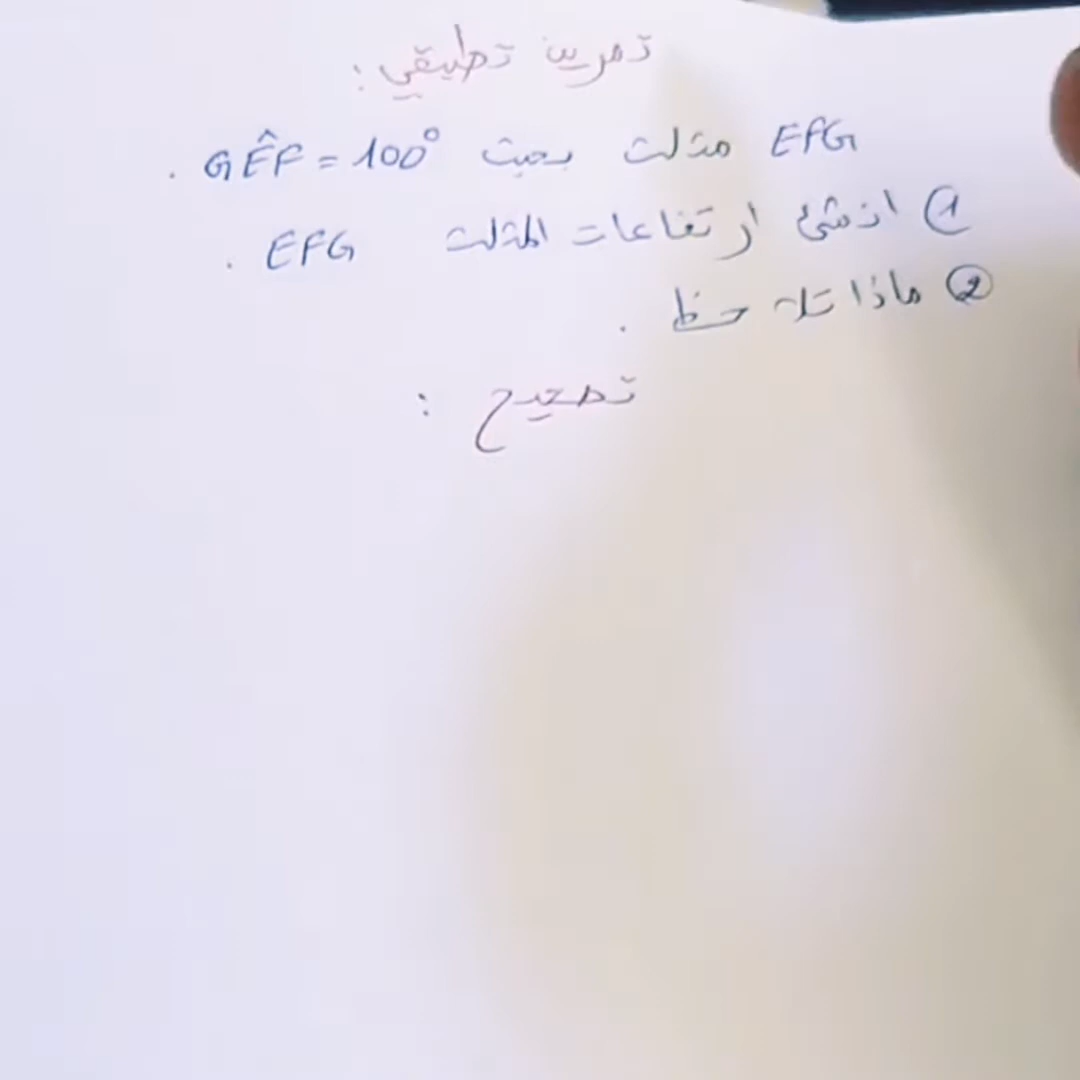 تمرين تطبيقي :
EFG مثلث بحيث GÊF = 100° .
① انشئ ارتفاعات المثلث EFG .
② ماذا تلاحظ .
تصحيح :